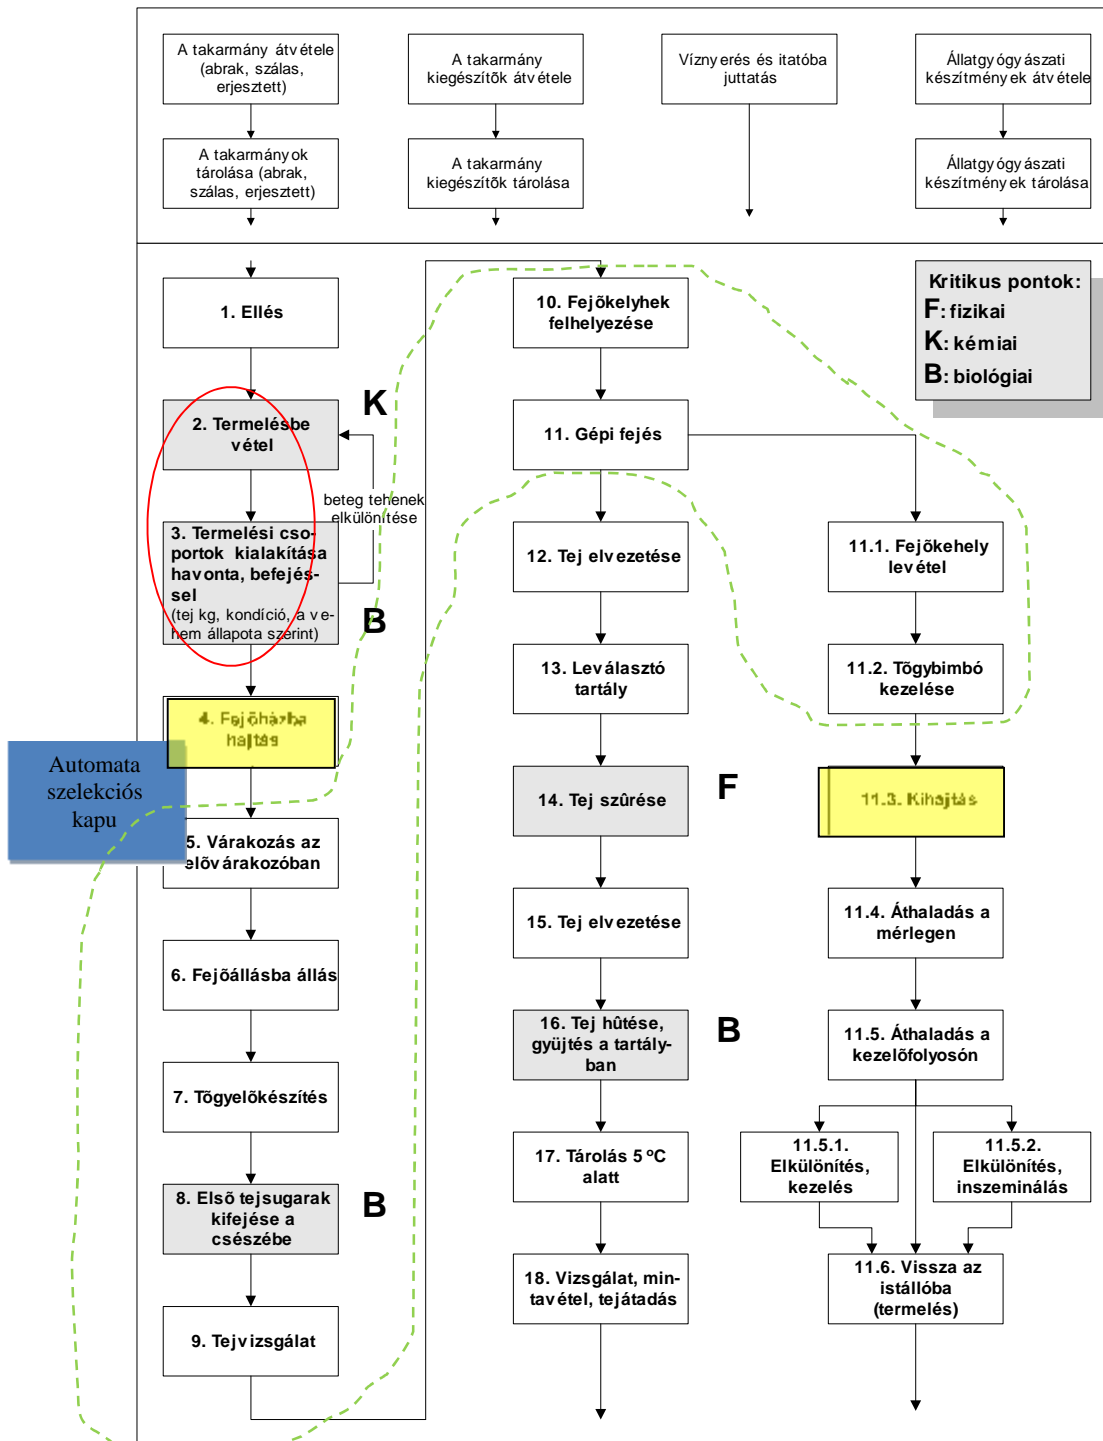 A takarmány átvétele
(abrak, szálas,
erjesztett)
A takarmány
kiegészítõk átvétele
Víznyerés és itatóba
juttatás
Állatgyógyászati
készítmények átvétele
A takarmányok
tárolása (abrak,
szálas, erjesztett)
A takarmány
kiegészítõk tárolása
Állatgyógyászati
készítmények tárolása
1. Ellés
2. Termelésbe
vétel
K
beteg tehenek
elkülönítése
3. Termelési cso-
portok kialakítása
havonta, befejés-
sel
(tej kg, kondíció, a ve-
hem állapota szerint)
B
4. Fejõházba
hajtás
Automata
szelekciós
kapu
5. Várakozás az
elõvárakozóban
6. Fejõállásba állás
7. Tõgyelõkészítés
8. Elsõ tejsugarak
kifejése a
csészébe
B
9. Tejvizsgálat
10. Fejõkelyhek
felhelyezése
11. Gépi fejés
12. Tej elvezetése
13. Leválasztó
tartály
14. Tej szûrése
F
15. Tej elvezetése
16. Tej hûtése,
gyüjtés a tartály-
ban
B
17. Tárolás 5 ºC
alatt
18. Vizsgálat, min-
tavétel, tejátadás
Kritikus pontok:
F: fizikai
K: kémiai
B: biológiai
11.1. Fejõkehely
levétel
11.2. Tõgybimbó
kezelése
11.3. Kihajtás
11.4. Áthaladás a
mérlegen
11.5. Áthaladás a
kezelõfolyosón
11.5.1.
Elkülönítés,
kezelés
11.5.2.
Elkülönítés,
inszeminálás
11.6. Vissza az
istállóba
(termelés)